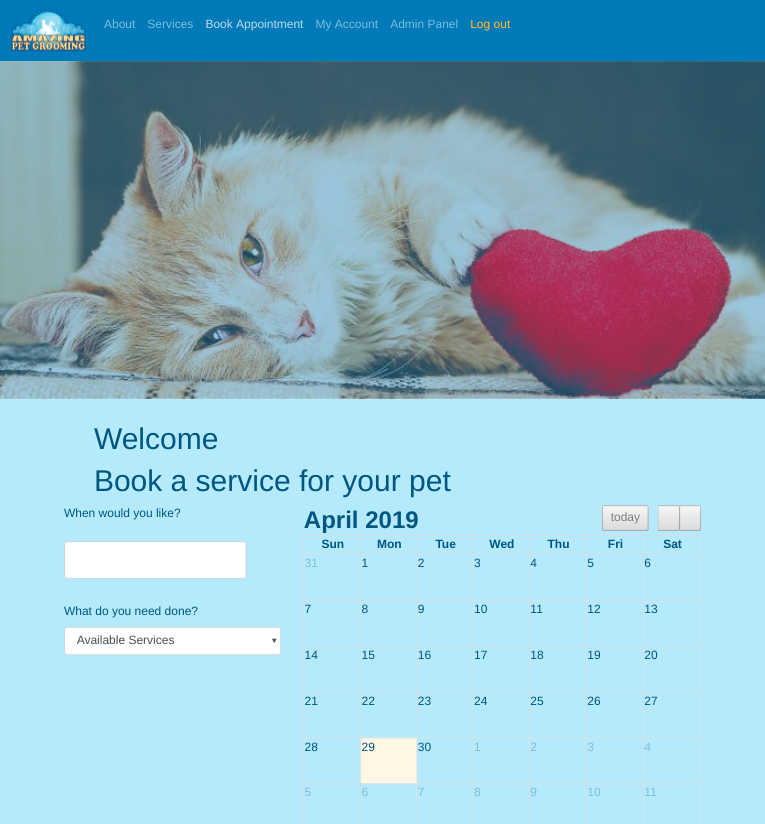 AMAZING
PET GROOMING
About Services Book Appointment My Account Admin Panel Log out
Welcome
Book a service for your pet
When would you like?
What do you need done?
Available Services
April 2019
today
Sun Mon Tue Wed Thu Fri Sat
31 1 2 3 4 5 6
7 8 9 10 11 12 13
14 15 16 17 18 19 20
21 22 23 24 25 26 27
28 29 30 1 2 3 4
5 6 7 8 9 10 11